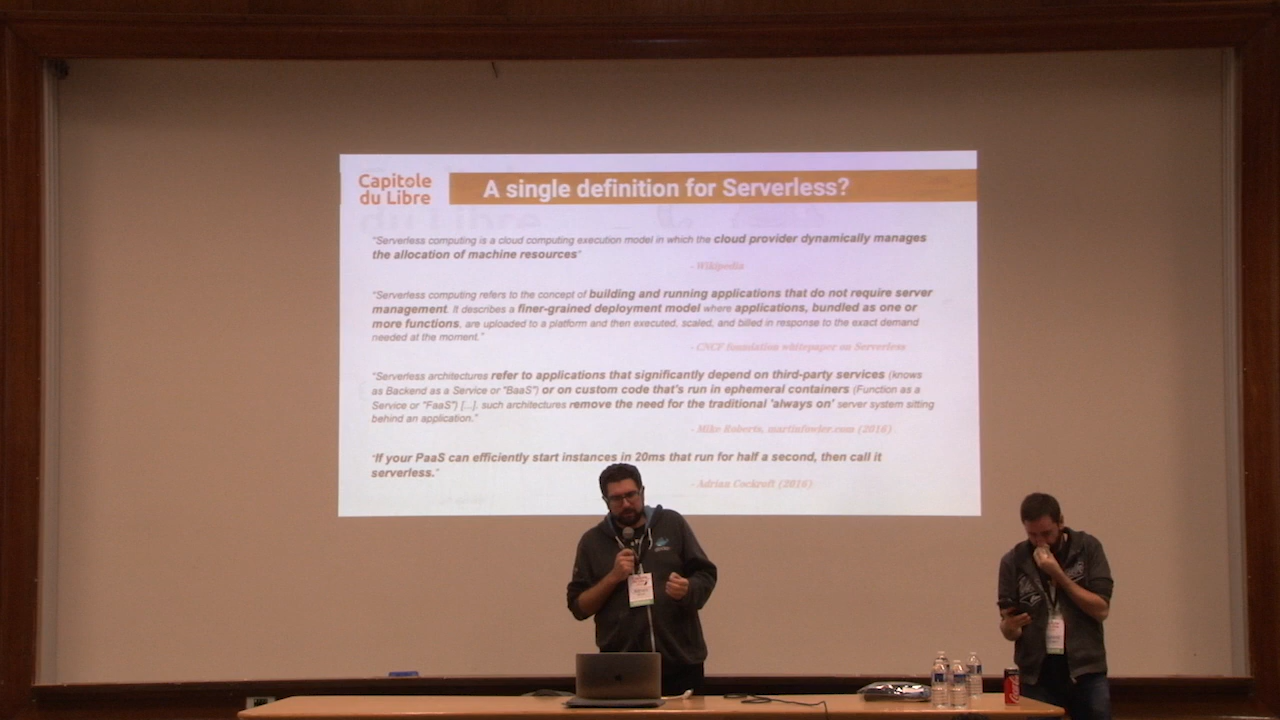 Capitole
du Libre
A single definition for Serverless?
"Serverless computing is a cloud computing execution model in which the cloud provider dynamically manages
the allocation of machine resources"
- Wikipedia
"Serverless computing refers to the concept of building and running applications that do not require server
management. It describes a finer-grained deployment model where applications, bundled as one or
more functions, are uploaded to a platform and then executed, scaled, and billed in response to the exact demand
needed at the moment."
- CNCF foundation whitepaper on Serverless
"Serverless architectures refer to applications that significantly depend on third-party services (knows
as Backend as a Service or "BaaS") or on custom code that's run in ephemeral containers (Function as a
Service or "FaaS") [...], such architectures remove the need for the traditional 'always on' server system sitting
behind an application."
- Mike Roberts, martinfowler.com (2016)
"If your PaaS can efficiently start instances in 20ms that run for half a second, then call it
serverless."
- Adrian Cockroft (2016)